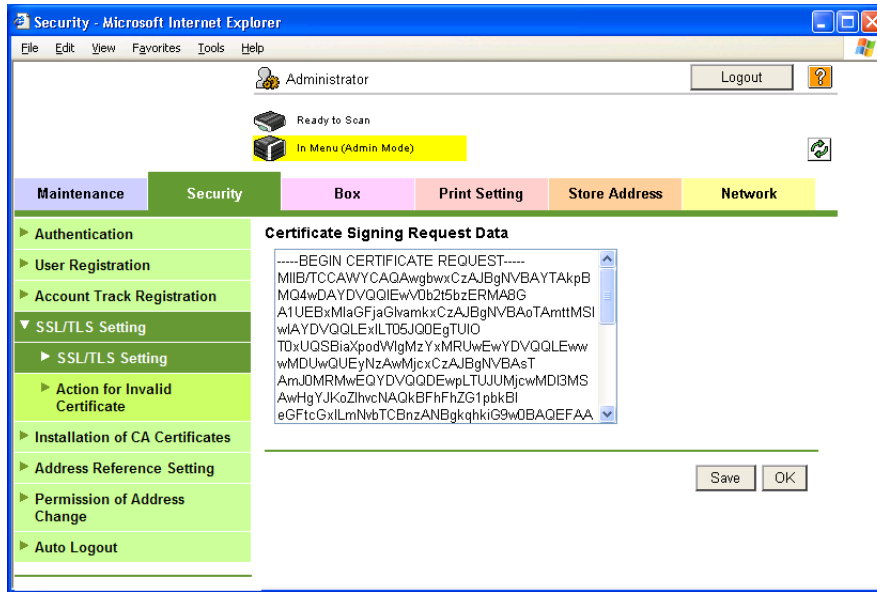 Security - Microsoft Internet Explorer
File Edit View Favorites Tools Help
Administrator
Logout
?
Ready to Scan
In Menu (Admin Mode)
Maintenance Security Box Print Setting Store Address Network
Authentication
User Registration
Account Track Registration
SSL/TLS Setting
SSL/TLS Setting
Action for Invalid
Certificate
Installation of CA Certificates
Address Reference Setting
Permission of Address
Change
Auto Logout
Certificate Signing Request Data
-----BEGIN CERTIFICATE REQUEST-----
MIIB/TCCAWYCAQAwgbwxCzAJBgNVBAYTAkpB
MQ4wDAYDVQQIEwV0b2t5bzERMA8G
A1UEBxMIaGFjaGlvamkxCzAJBgNVBAoTAmttMSI
wIAYDVQQLExlLT05JQ0EgTUlO
T0xUQSBiaXpodWIgMzYxMRUwEwYDVQQLEww
wMDUwQUEyNzAwMjcxCzAJBgNVBAsT
AmJ0MRMwEQYDVQQDEwpLTUJUMjcwMDI3MS
AwHgYJKoZIhvcNAQkBFhFhZG1pbkBl
eGFtcGxlLmNvbTCBnzANBgkqhkiG9w0BAQEFAA
Save OK